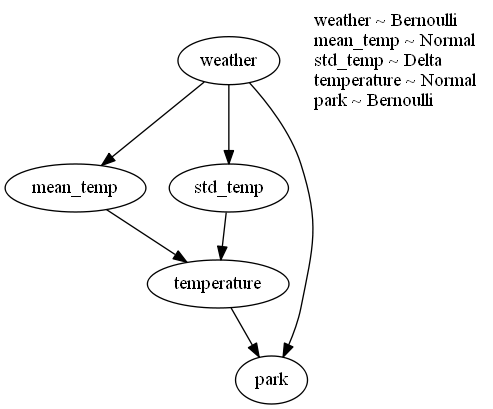 weather ~ Bernoulli
mean_temp ~ Normal
std_temp ~ Delta
temperature ~ Normal
park ~ Bernoulli
weather
mean_temp
std_temp
temperature
park